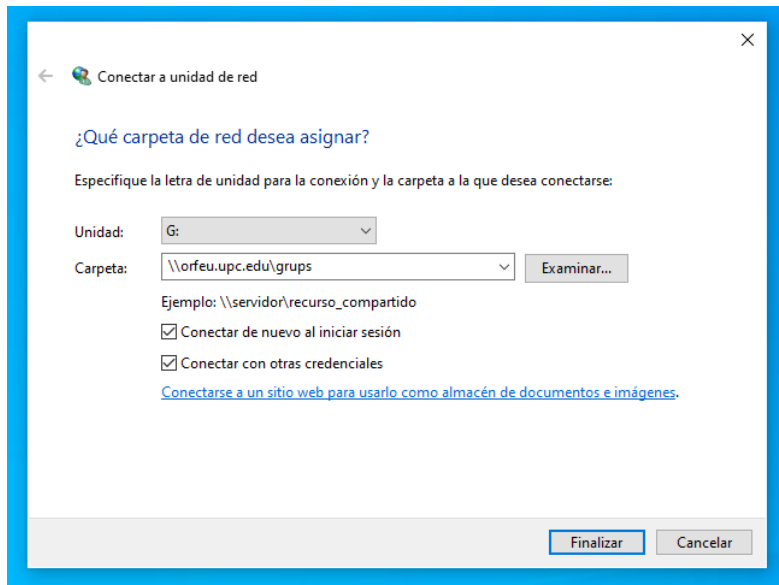 Conectar a unidad de red
¿Qué carpeta de red desea asignar?
Especifique la letra de unidad para la conexión y la carpeta a la que desea conectarse:
Unidad: G:
Carpeta: \\orfeu.upc.edu\grups Examinar...
Ejemplo: \\servidor\recurso_compartido
Conectar de nuevo al iniciar sesión
Conectar con otras credenciales
Conectarse a un sitio web para usarlo como almacén de documentos e imágenes.
Finalizar Cancelar